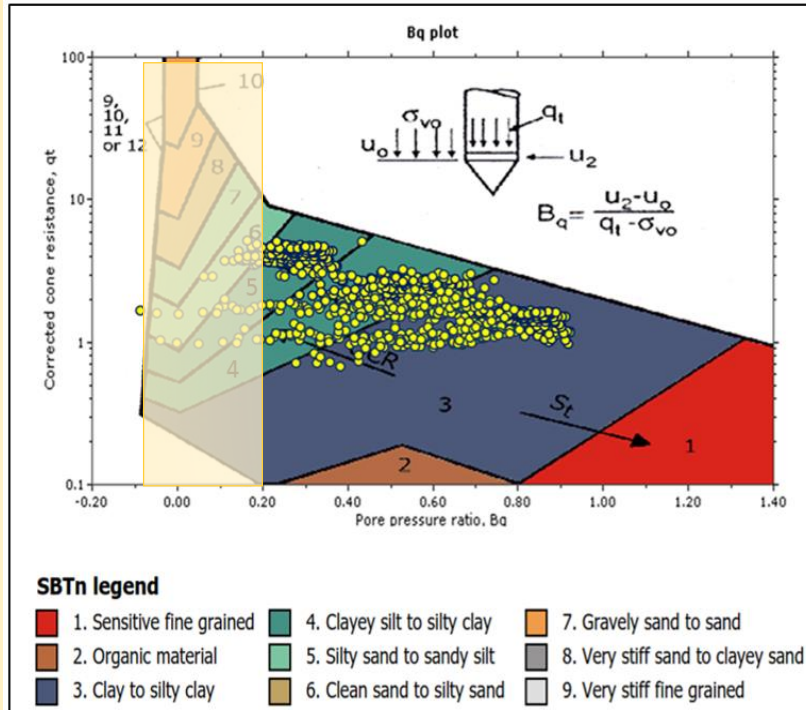 Bq plot
Corrected cone resistance, qt
100
10
1
0.1
9,
10,
11
or 12
10
9
8
7
6
5
4
3
2
1
CR
St
σvo
uo
qt
u2
Bq= u2-uo / qt-σvo
-0.20 0.00 0.20 0.40 0.60 0.80 1.00 1.20 1.40
Pore pressure ratio, Bq
SBTn legend
1. Sensitive fine grained
2. Organic material
3. Clay to silty clay
4. Clayey silt to silty clay
5. Silty sand to sandy silt
6. Clean sand to silty sand
7. Gravely sand to sand
8. Very stiff sand to clayey sand
9. Very stiff fine grained